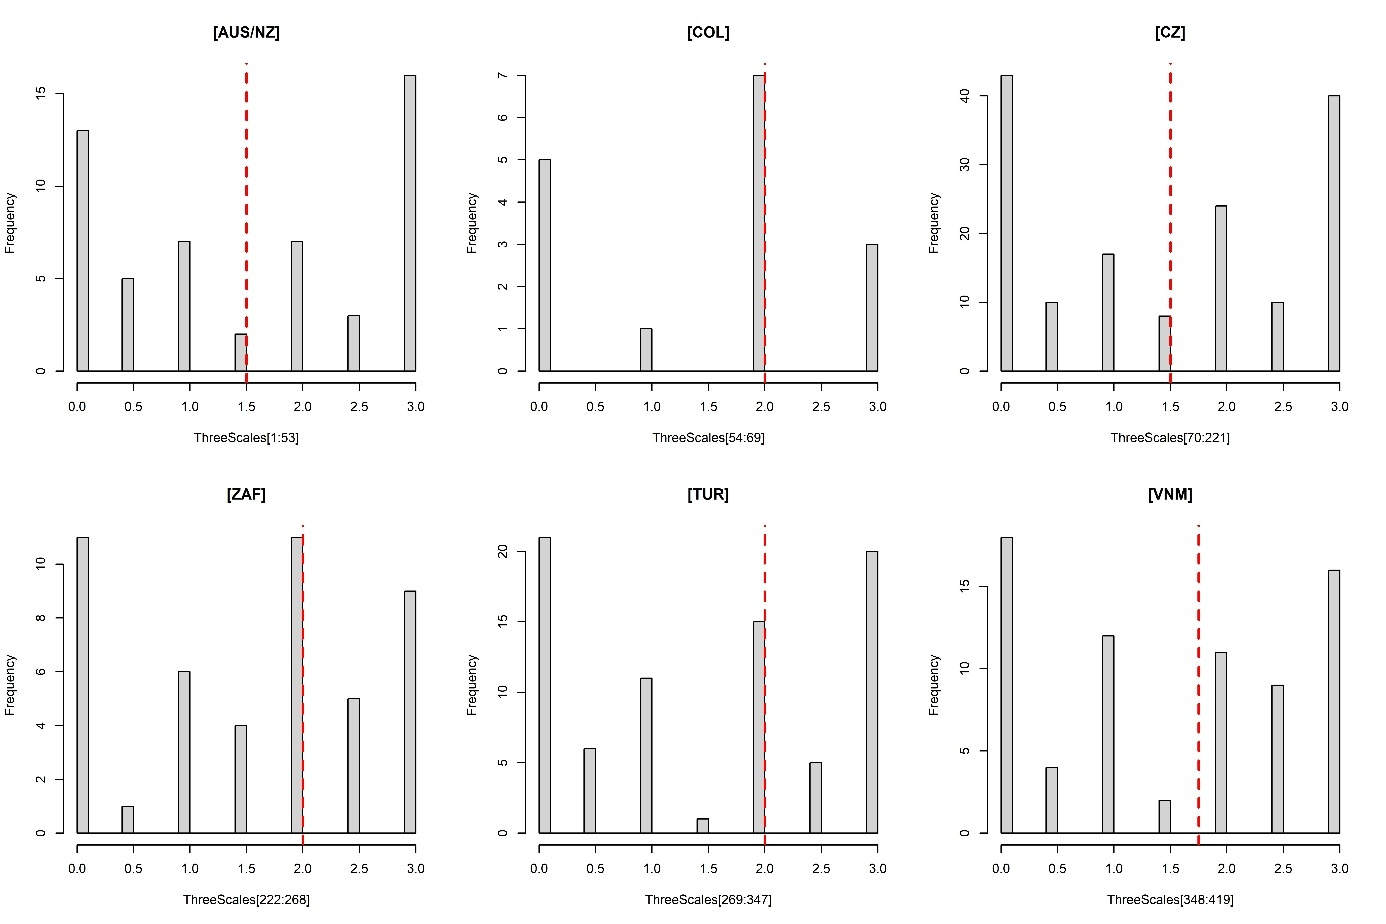 [AUS/NZ]
Frequency
0 5 10 15
0.0 0.5 1.0 1.5 2.0 2.5 3.0
ThreeScales[1:53]
[COL]
Frequency
0 1 2 3 4 5 6 7
0.0 0.5 1.0 1.5 2.0 2.5 3.0
ThreeScales[54:69]
[CZ]
Frequency
0 10 20 30 40
0.0 0.5 1.0 1.5 2.0 2.5 3.0
ThreeScales[70:221]
[ZAF]
Frequency
0 2 4 6 8 10
0.0 0.5 1.0 1.5 2.0 2.5 3.0
ThreeScales[222:268]
[TUR]
Frequency
0 5 10 15 20
0.0 0.5 1.0 1.5 2.0 2.5 3.0
ThreeScales[269:347]
[VNM]
Frequency
0 5 10 15
0.0 0.5 1.0 1.5 2.0 2.5 3.0
ThreeScales[348:419]